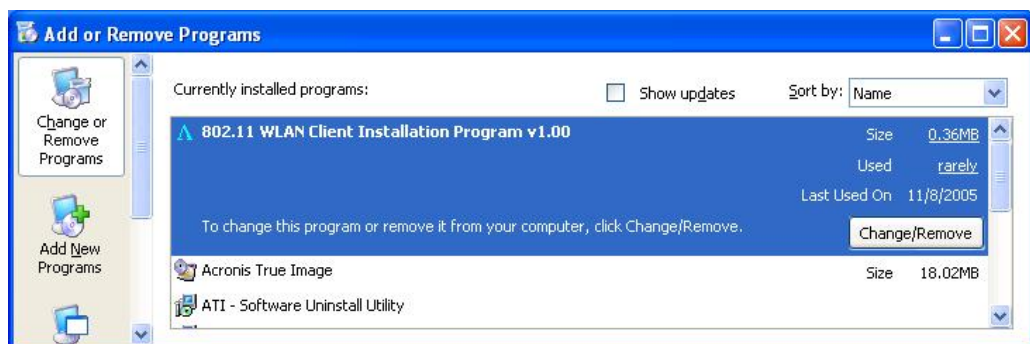 Add or Remove Programs
Change or
Remove
Programs
Add New
Programs
Currently installed programs:
Show updates
Sort by: Name
802.11 WLAN Client Installation Program v1.00
Size 0.36MB
Used rarely
Last Used On 11/8/2005
To change this program or remove it from your computer, click Change/Remove.
Change/Remove
Acronis True Image Size 18.02MB
ATI - Software Uninstall Utility